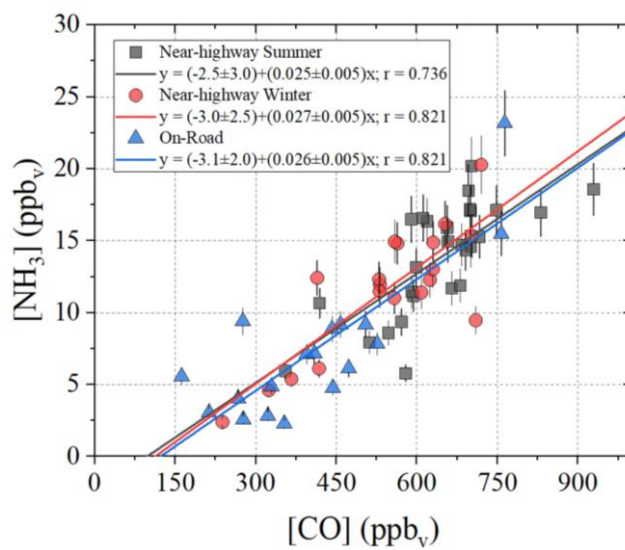 30
25
20
15
10
5
0
[NH₃] (ppbᵥ)
Near-highway Summer
y = (-2.5±3.0)+(0.025±0.005)x; r = 0.736
Near-highway Winter
y = (-3.0±2.5)+(0.027±0.005)x; r = 0.821
On-Road
y = (-3.1±2.0)+(0.026±0.005)x; r = 0.821
0 150 300 450 600 750 900
[CO] (ppbᵥ)